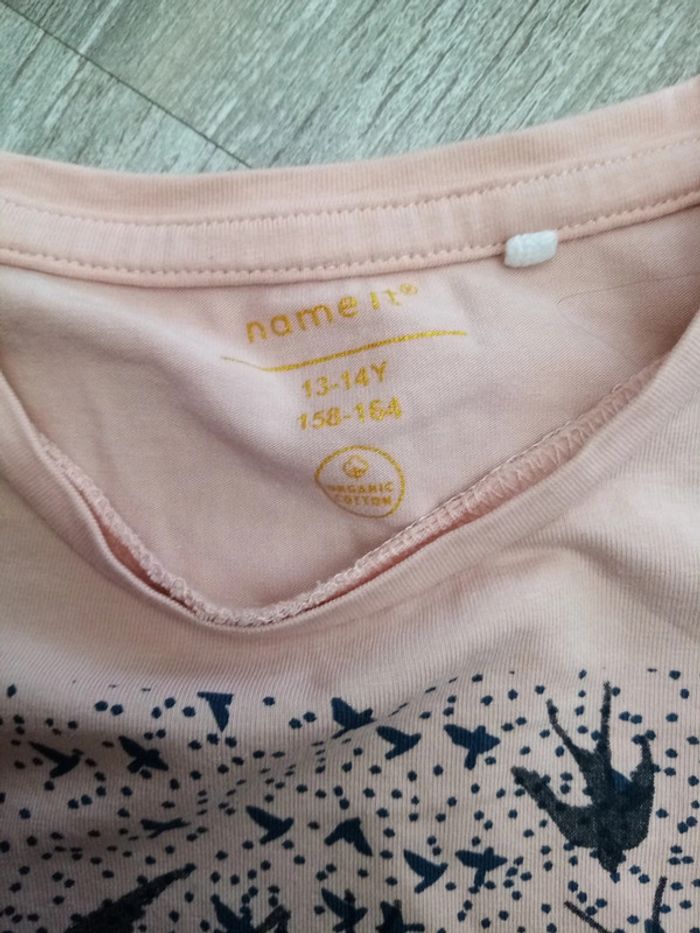 name it®
13-14Y
158-164
ORGANIC
COTTON